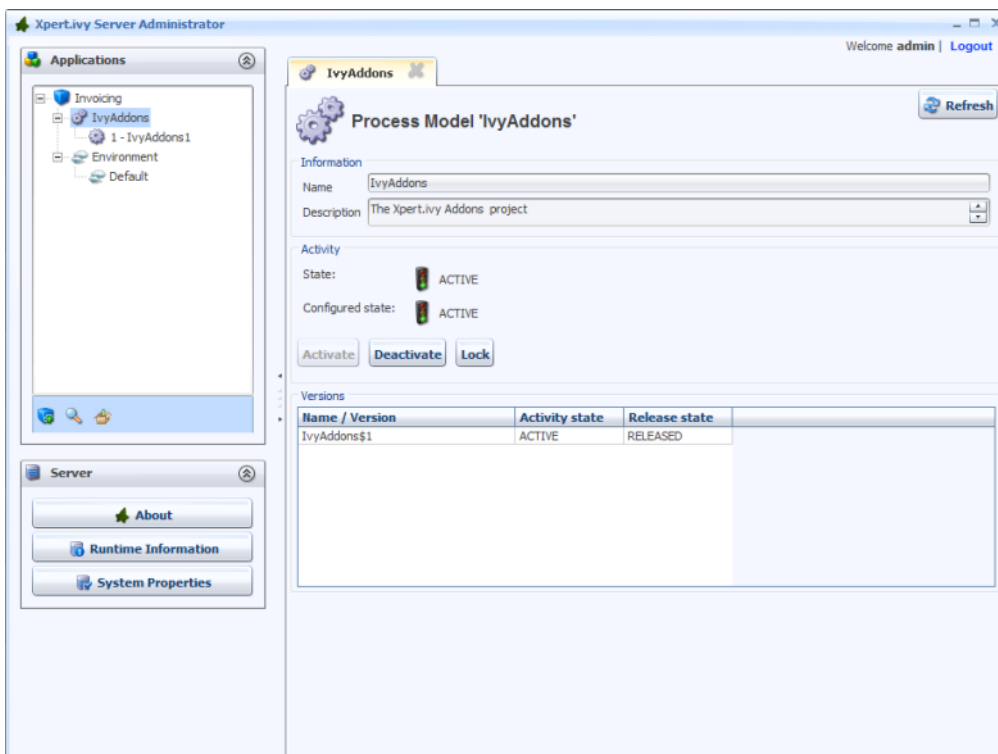 Xpert.ivy Server Administrator
Welcome admin | Logout
Applications
Invoicing
IvyAddons
1 - IvyAddons1
Environment
Default
Server
About
Runtime Information
System Properties
IvyAddons
Process Model 'IvyAddons'
Refresh
Information
Name IvyAddons
Description The Xpert.ivy Addons project
Activity
State: ACTIVE
Configured state: ACTIVE
Activate Deactivate Lock
Versions
Name / Version Activity state Release state
IvyAddons$1 ACTIVE RELEASED